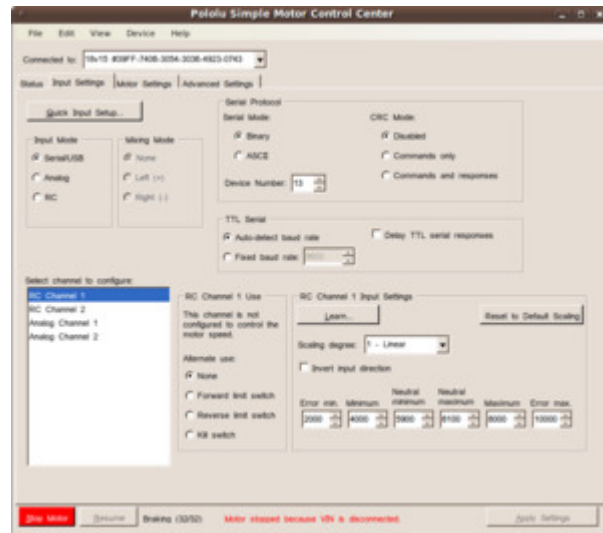 Pololu Simple Motor Control Center
File Edit View Device Help
Connected to: 18v15 #39FF-7408-3054-3038-4923-0743
Status Input Settings Motor Settings Advanced Settings
Quick Input Setup...
Input Mode
Serial/USB
Analog
RC
Mixing Mode
None
Left (+)
Right (-)
Serial Protocol
Serial Mode:
Binary
ASCII
Device Number: 13
CRC Mode:
Disabled
Commands only
Commands and responses
TTL Serial
Auto-detect baud rate
Fixed baud rate:
Delay TTL serial responses
Select channel to configure:
RC Channel 1
RC Channel 2
Analog Channel 1
Analog Channel 2
RC Channel 1 Use
This channel is not
configured to control the
motor speed.
Alternate use:
None
Forward limit switch
Reverse limit switch
Kill switch
RC Channel 1 Input Settings
Learn...
Reset to Default Scaling
Scaling degree: 1 - Linear
Invert input direction
Error min. Minimum Neutral minimum Neutral maximum Maximum Error max.
2000 4000 5900 6100 8000 10000
Stop Motor Resume Braking (32/32) Motor stopped because VIN is disconnected. Apply Settings